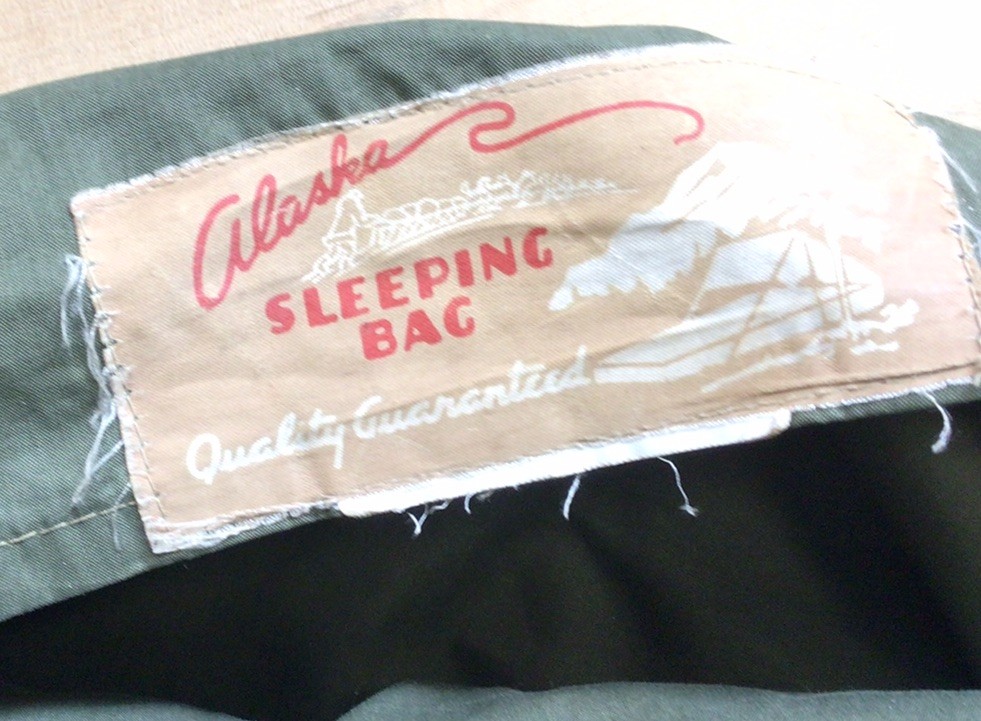 Alaska
SLEEPING
BAG
Quality Guaranteed